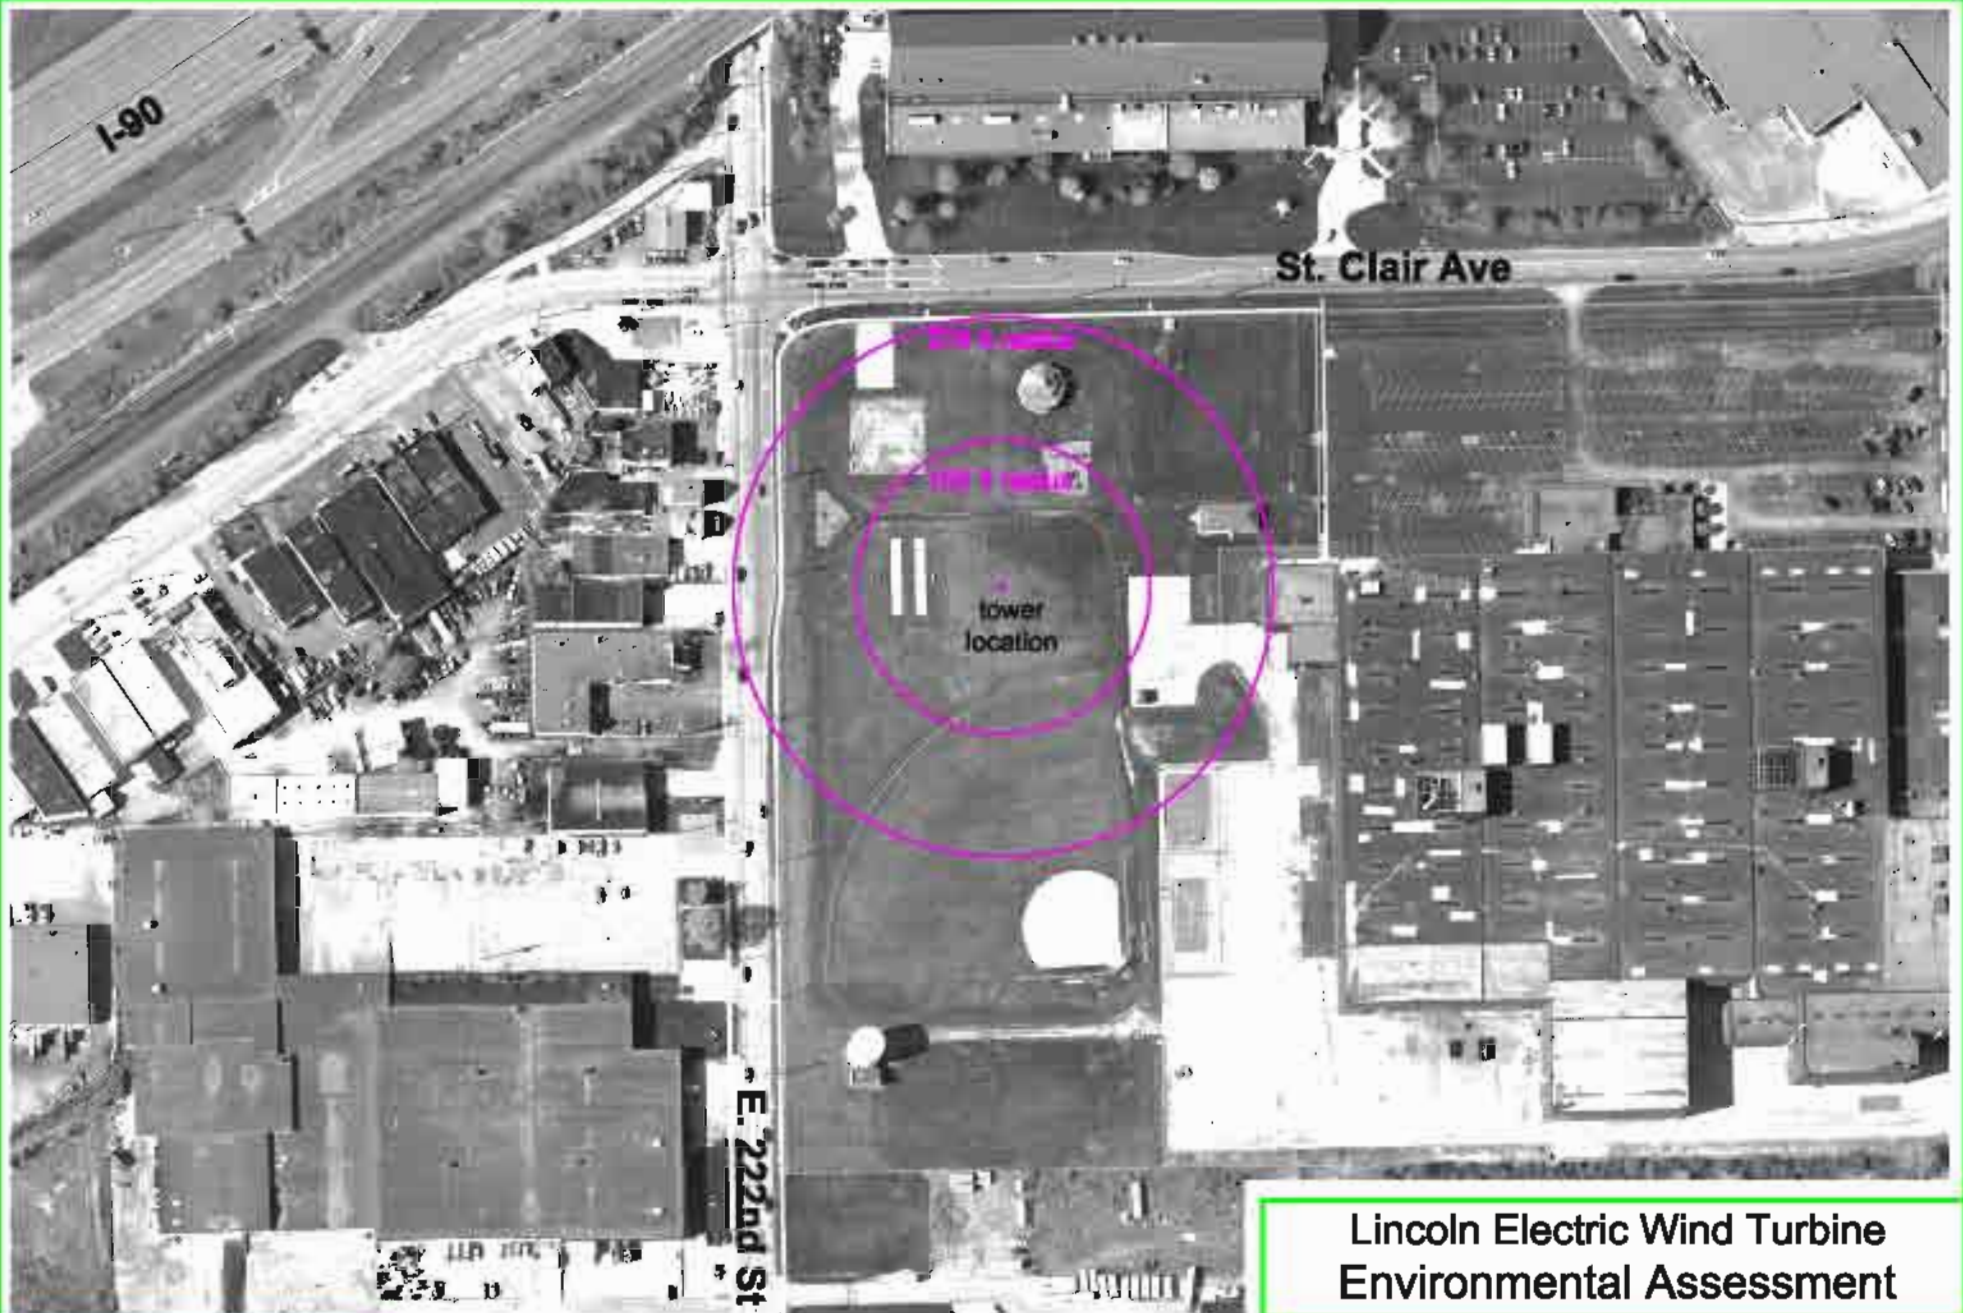 I-90
St. Clair Ave
tower
location
E. 222nd St
Lincoln Electric Wind Turbine
Environmental Assessment